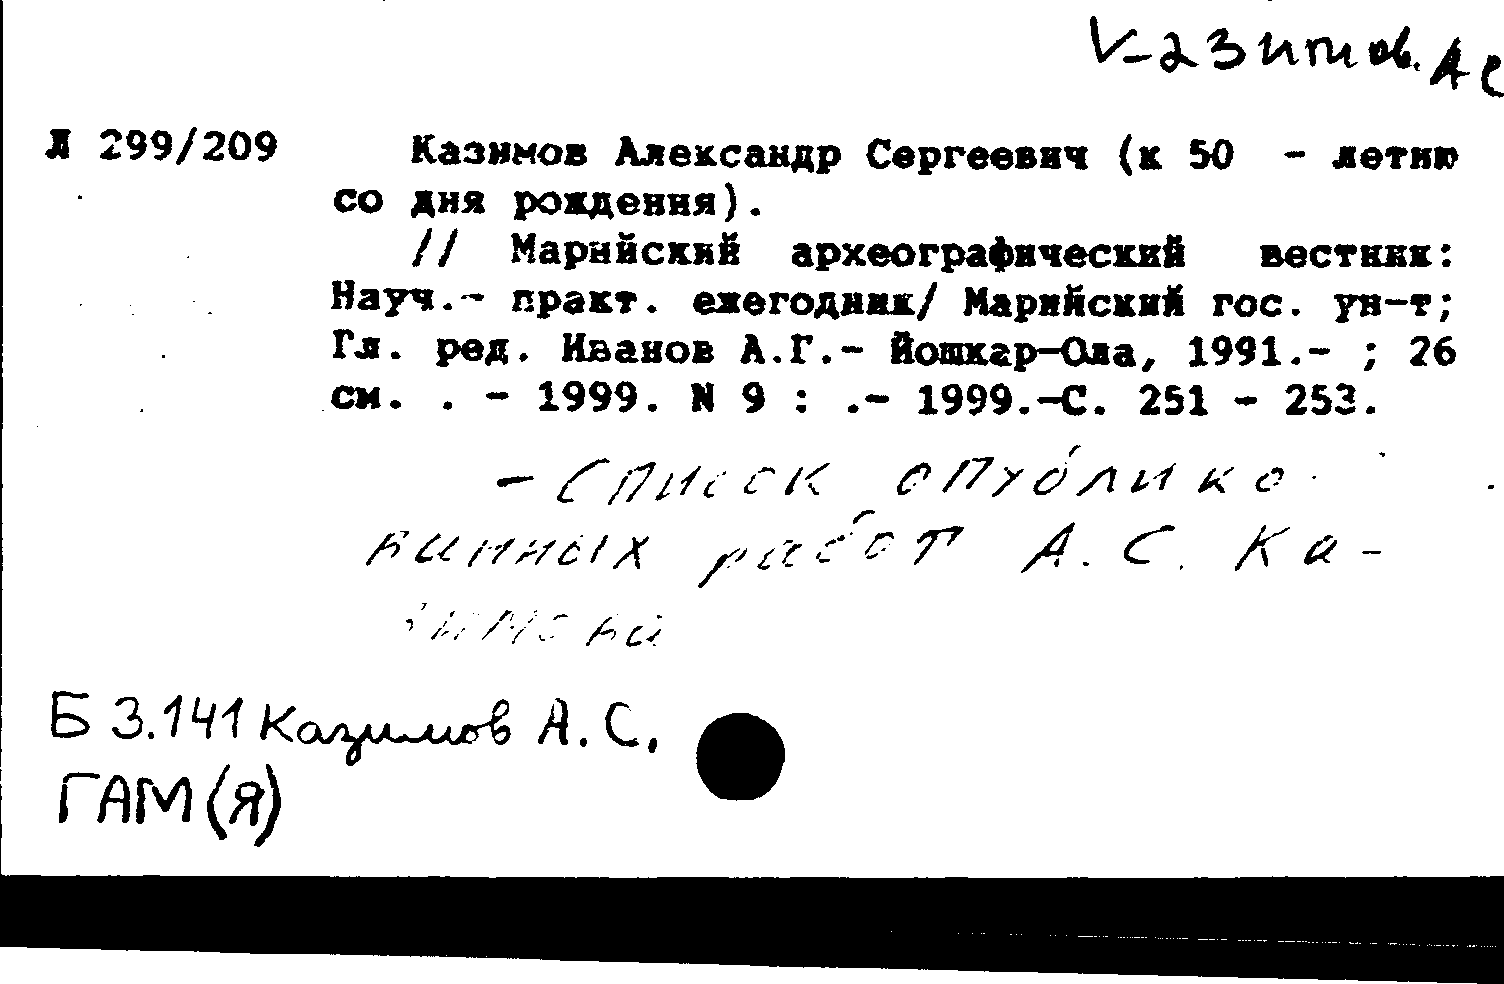 Казимов. А С
Л 299/209 Казимов Александр Сергеевич (к 50 - летию
со дня рождения).
// Марийский археографический вестник:
Науч.- практ. ежегодник/ Марийский гос. ун-т;
Гл. ред. Иванов А.Г.- Йошкар-Ола, 1991.- ; 26
см. . - 1999. N 9 : .- 1999.-С. 251 - 253.
- Список опублико
ванных работ А. С. Ка-
зимова
Б 3.141 Казимов А. С.
ГАМ (Я)